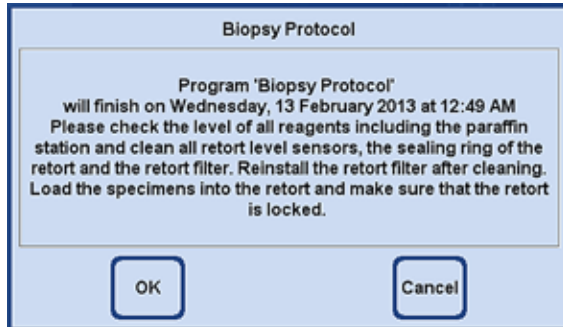 Biopsy Protocol
Program 'Biopsy Protocol'
will finish on Wednesday, 13 February 2013 at 12:49 AM
Please check the level of all reagents including the paraffin
station and clean all retort level sensors, the sealing ring of the
retort and the retort filter. Reinstall the retort filter after cleaning.
Load the specimens into the retort and make sure that the retort
is locked.
OK
Cancel